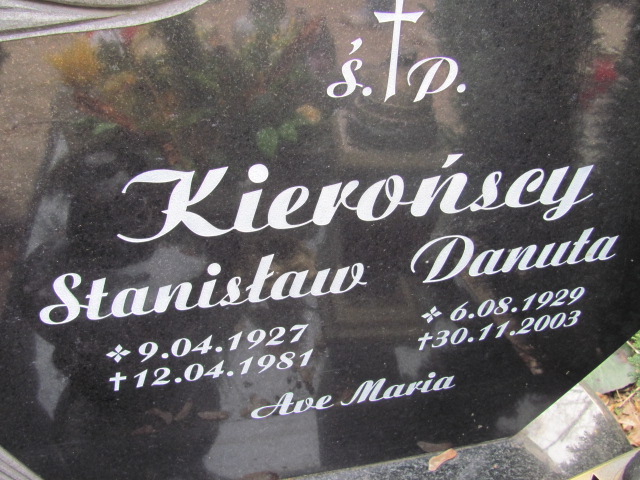 Ś. P.
Kierońscy
Stanisław Danuta
9.04.1927 6.08.1929
✝12.04.1981 ✝30.11.2003
Ave Maria